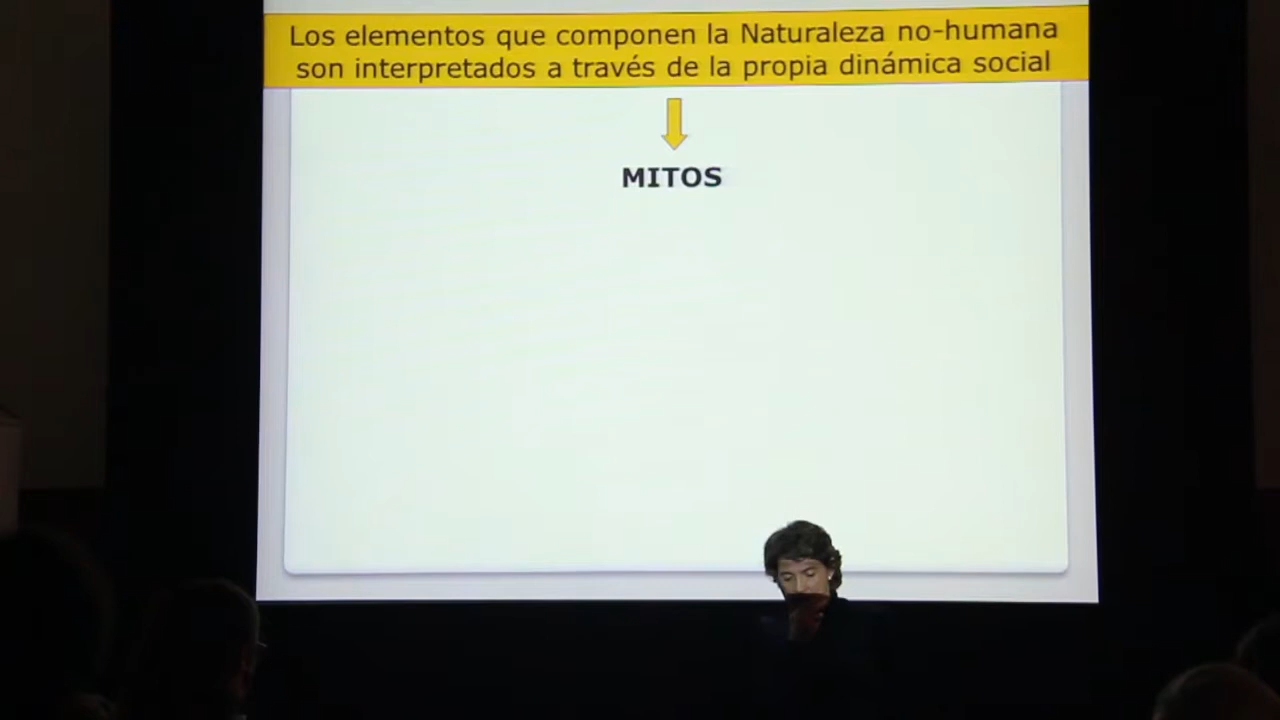 Los elementos que componen la Naturaleza no-humana
son interpretados a través de la propia dinámica social
MITOS